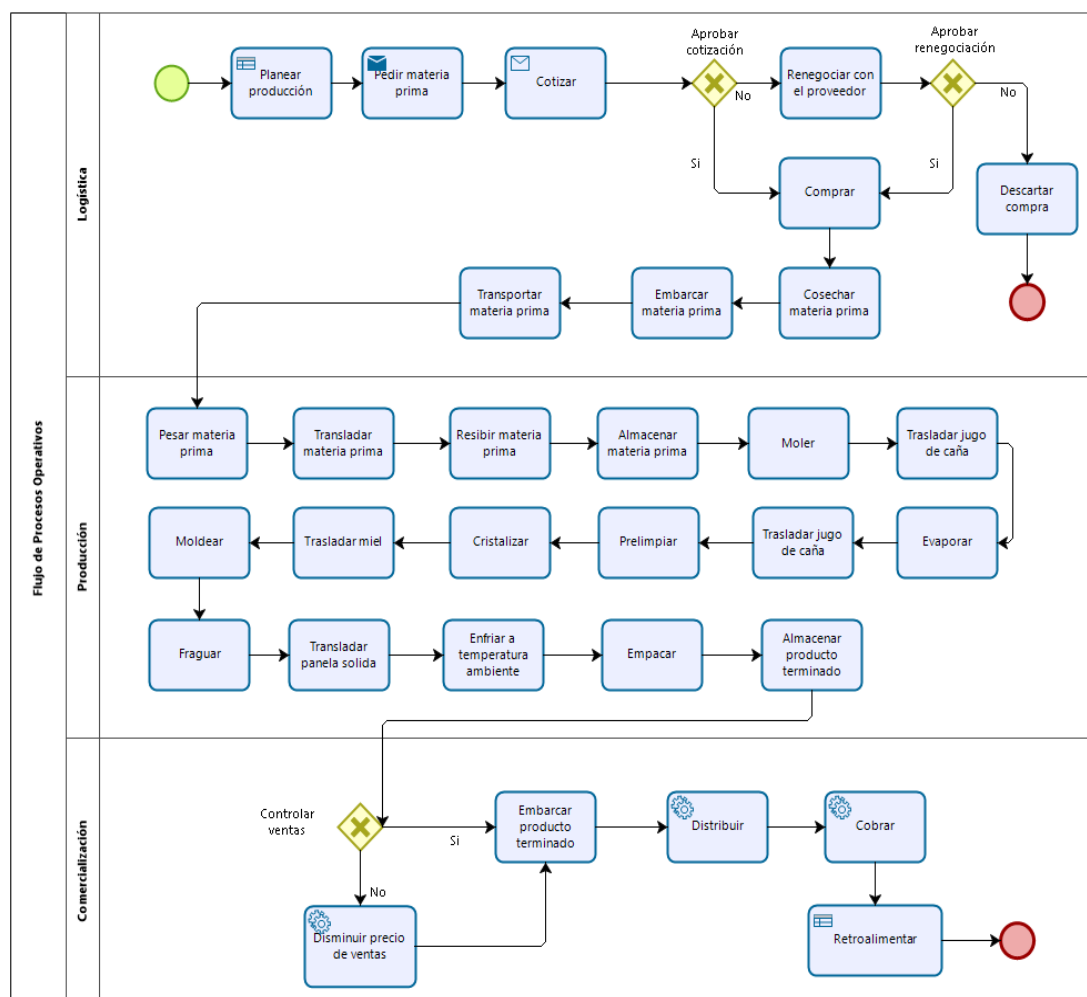 Flujo de Procesos Operativos
Logística
Planear
producción
Pedir materia
prima
Cotizar
Aprobar
cotización
No
Si
Renegociar con
el proveedor
Aprobar
renegociación
No
Si
Comprar
Descartar
compra
Transportar
materia prima
Embarcar
materia prima
Cosechar
materia prima
Producción
Pesar materia
prima
Transladar
materia prima
Resibir materia
prima
Almacenar
materia prima
Moler
Trasladar jugo
de caña
Moldear
Trasladar miel
Cristalizar
Prelimpiar
Trasladar jugo
de caña
Evaporar
Fraguar
Transladar
panela solida
Enfriar a
temperatura
ambiente
Empacar
Almacenar
producto
terminado
Comercialización
Controlar
ventas
Si
No
Embarcar
producto
terminado
Distribuir
Cobrar
Disminuir precio
de ventas
Retroalimentar